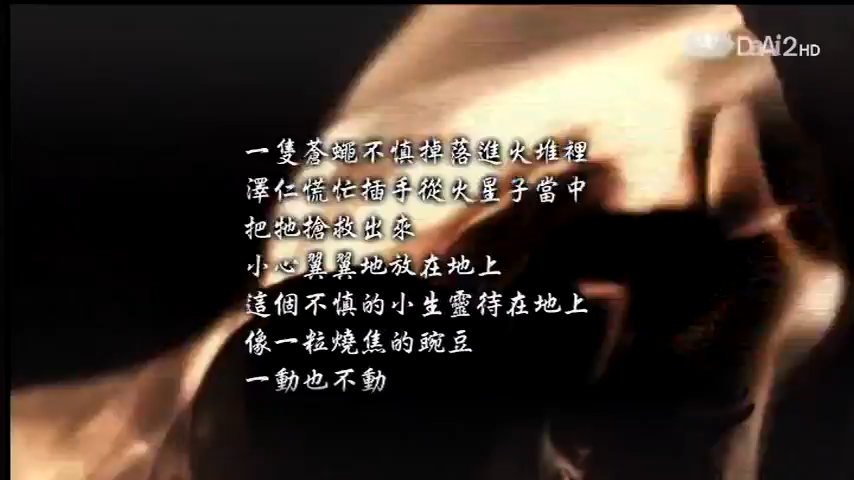 DaAi2HD
一隻蒼蠅不慎掉落進火堆裡
澤仁慌忙插手從火星子當中
把牠搶救出來
小心翼翼地放在地上
這個不慎的小生靈待在地上
像一粒燒焦的豌豆
一動也不動